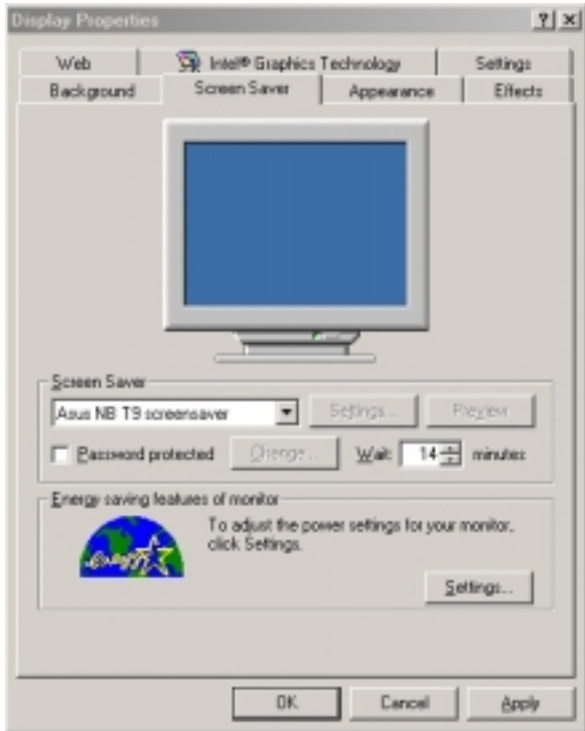 Display Properties
Web
Intel® Graphics Technology
Settings
Background
Screen Saver
Appearance
Effects
Screen Saver
Asus NB T9 screensaver
Settings...
Preview
Password protected
Change...
Wait:
14
minutes
Energy saving features of monitor
To adjust the power settings for your monitor,
click Settings.
energy
Settings...
OK
Cancel
Apply